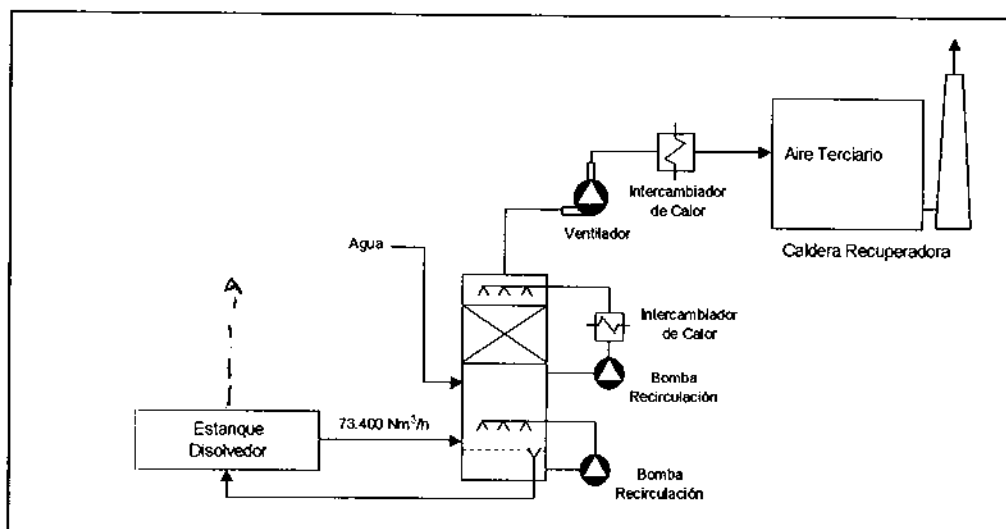 Aire Terciario
Intercambiador
de Calor
Ventilador
Caldera Recuperadora
Agua
Intercambiador
de Calor
Bomba
Recirculación
Estanque
Disolvedor
73.400 Nm³/h
Bomba
Recirculación